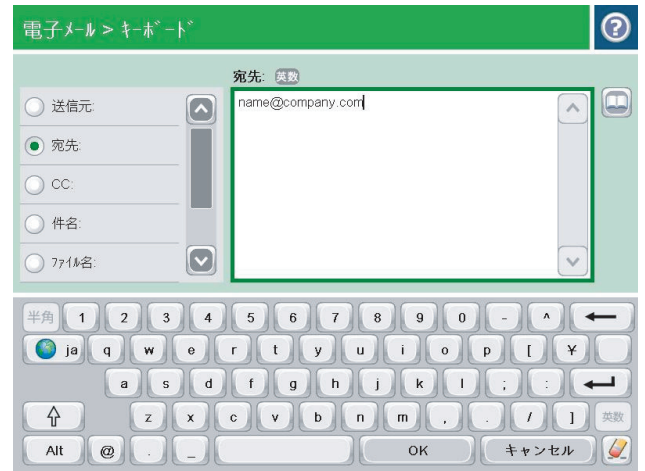 電子メール > キーボード ?
宛先: 英数
送信元: name@company.com
宛先:
CC:
件名:
ファイル名:
半角 1 2 3 4 5 6 7 8 9 0 - ^
ja q w e r t y u i o p [ ¥
a s d f g h j k l ; :
z x c v b n m , . / ] 英数
Alt @ . _ OK キャンセル